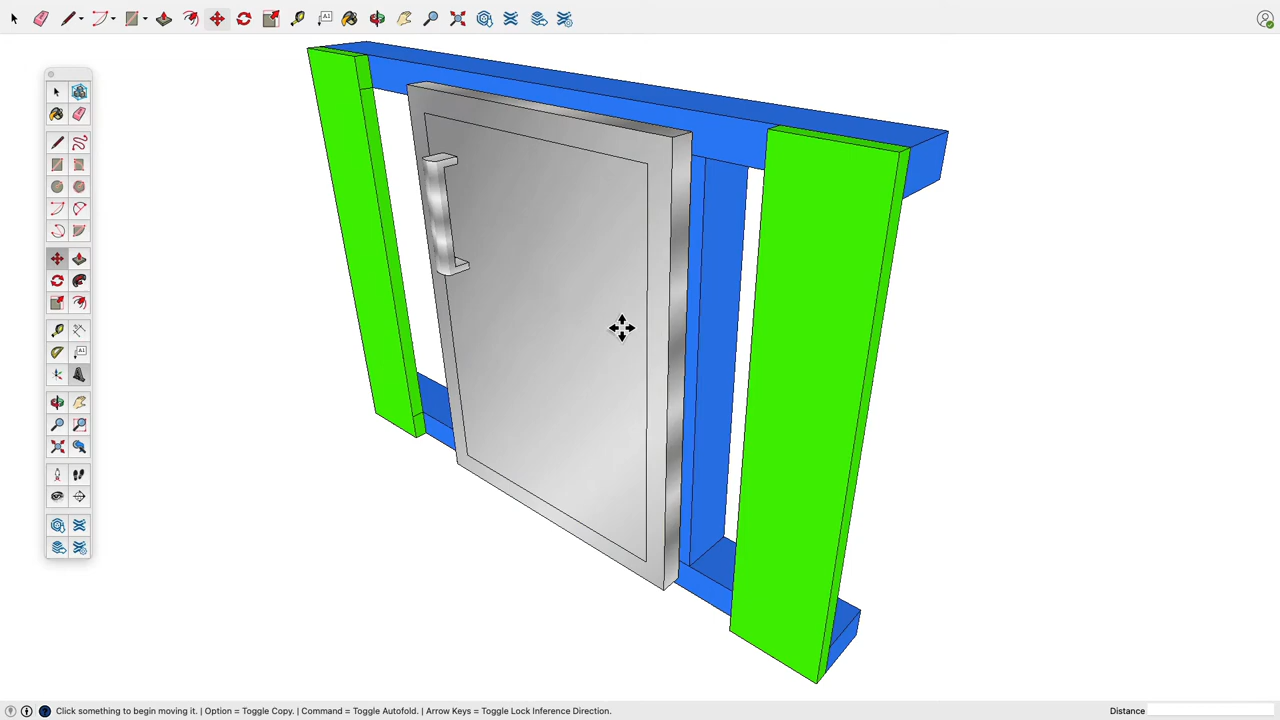 Click something to begin moving it. | Option = Toggle Copy. | Command = Toggle Autofold. | Arrow Keys = Toggle Lock Inference Direction.
Distance